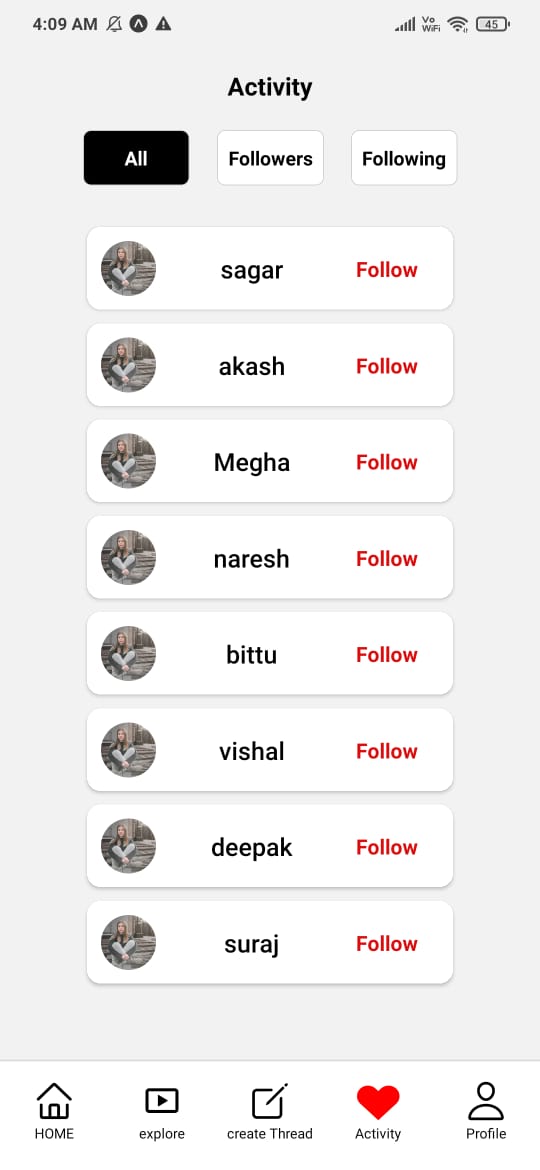 4:09 AM Vo WiFi 45
Activity
All Followers Following
sagar Follow
akash Follow
Megha Follow
naresh Follow
bittu Follow
vishal Follow
deepak Follow
suraj Follow
HOME explore create Thread Activity Profile